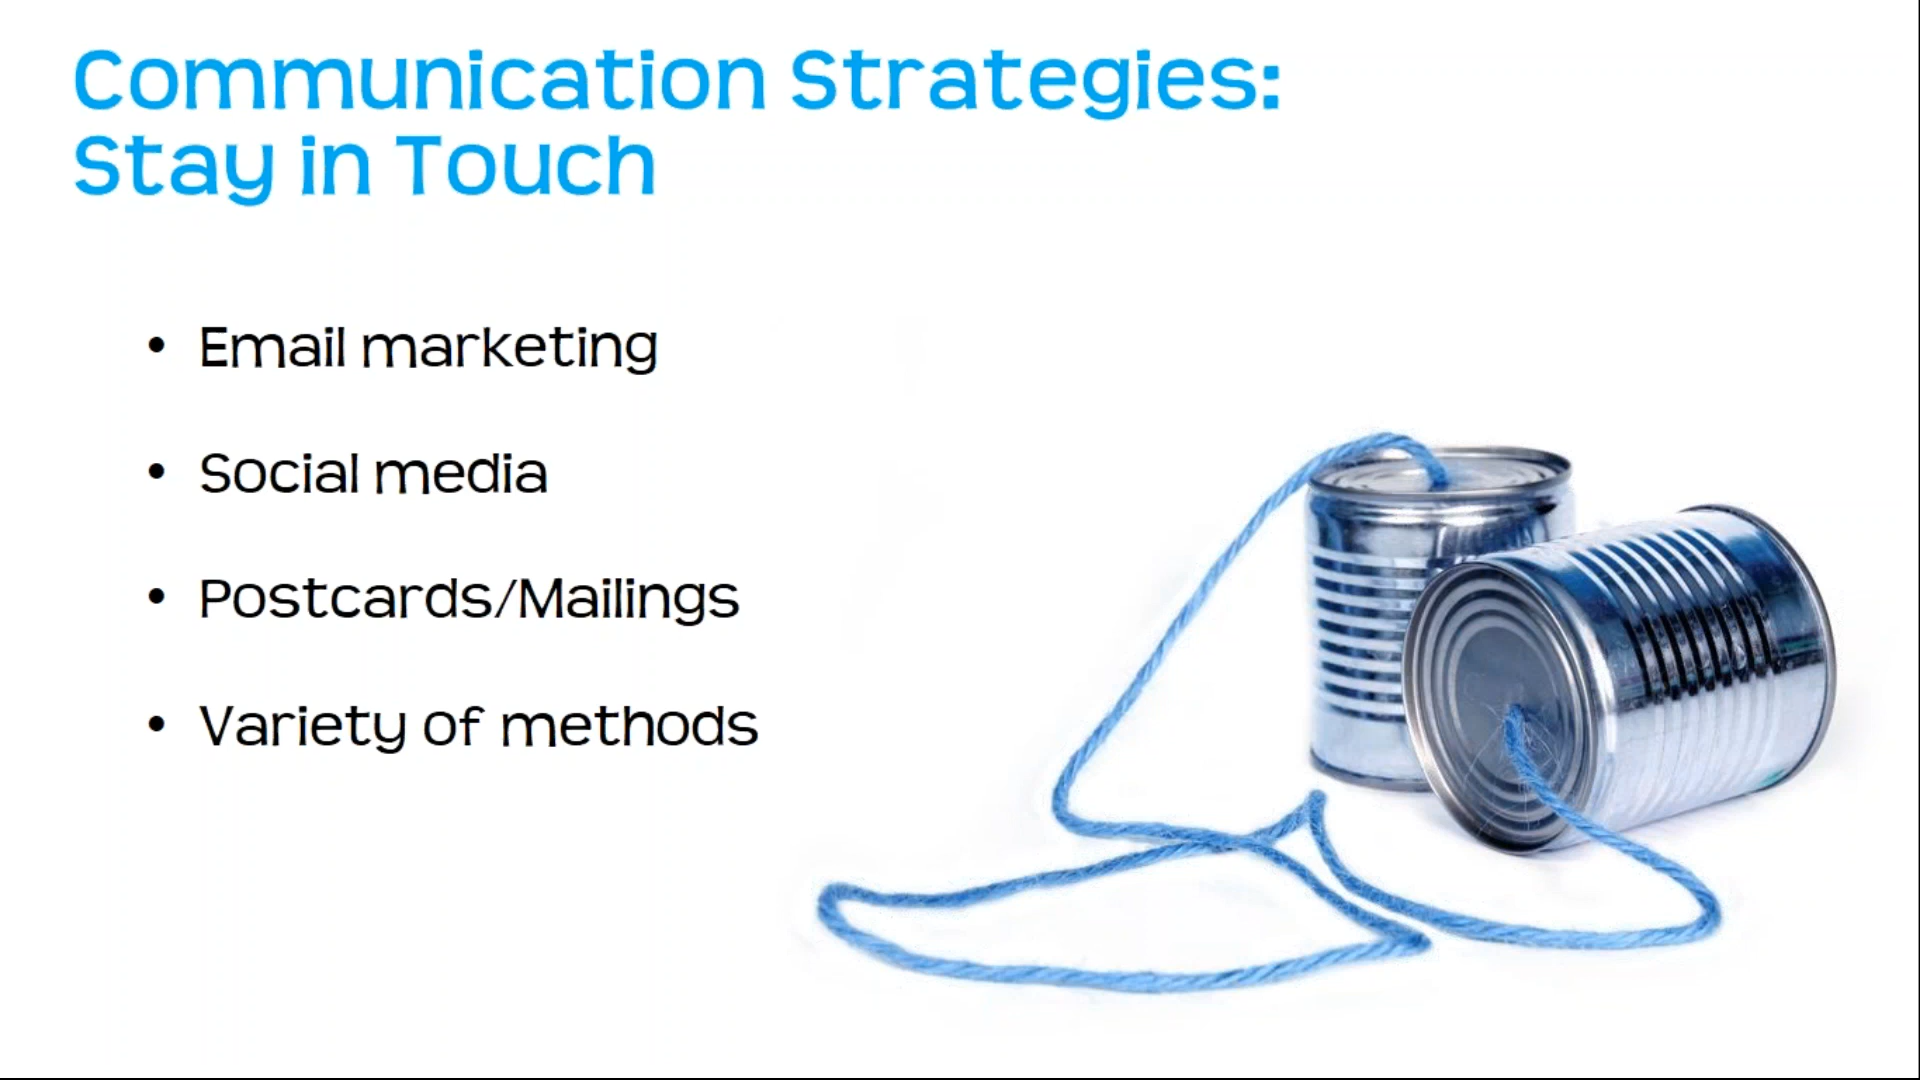 Communication Strategies:
Stay in Touch
• Email marketing
• Social media
• Postcards/Mailings
• Variety of methods